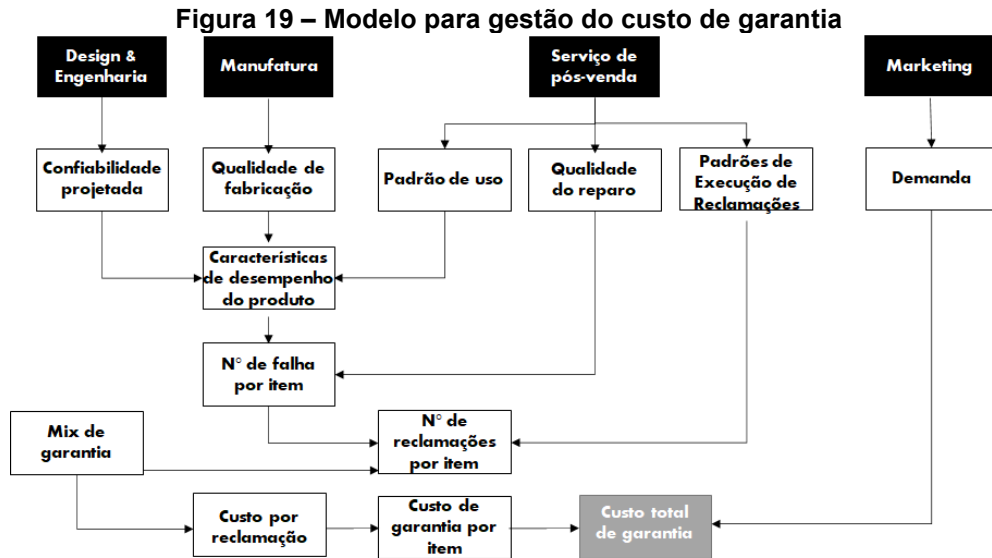 Figura 19 – Modelo para gestão do custo de garantia
Design &
Engenharia
Manufatura
Serviço de
pós-venda
Marketing
Confiabilidade
projetada
Qualidade de
fabricação
Padrão de uso
Qualidade
do reparo
Padrões de
Execução de
Reclamações
Demanda
Características
de desempenho
do produto
N° de falha
por item
Mix de
garantia
N° de
reclamações
por item
Custo por
reclamação
Custo de
garantia por
item
Custo total
de garantia